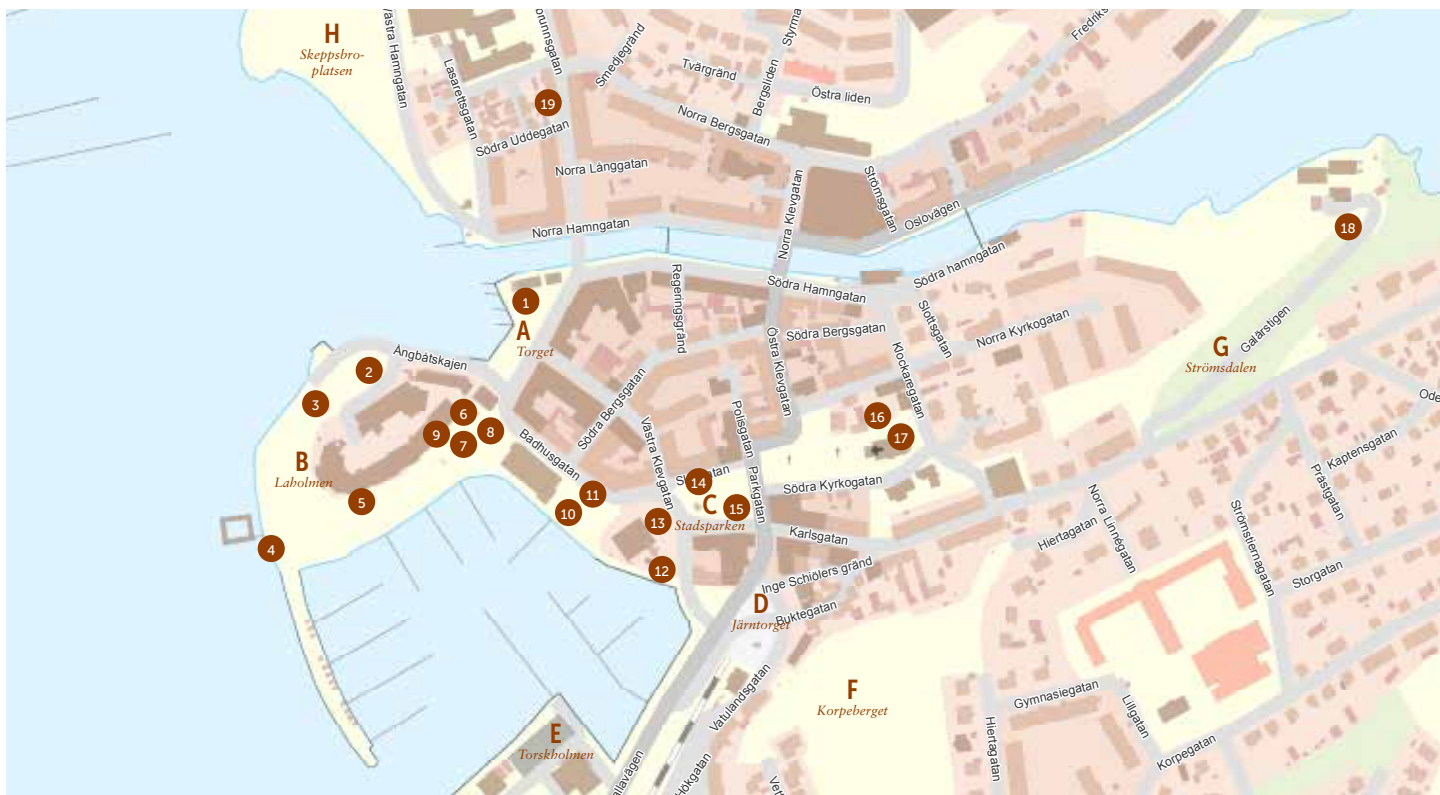 H
Skeppsbro-
platsen
Västra Hamngatan
Lasarettsgatan
Smedjegränd
Tvärgränd
Bergsliden
Östra liden
19
Södra Uddegatan
Norra Bergsgatan
Norra Långgatan
Strömsgatan
Norra Klevgatan
Oslovägen
Norra Hamngatan
18
Södra hamngatan
Regeringsgränd
Södra Hamngatan
1
A
Torget
Slottsgatan
Norra Kyrkogatan
Södra Bergsgatan
Östra Klevgatan
Klockaregatan
Galärstigen
G
Strömsdalen
Ångbåtskajen
2
3
Södra Bergsgatan
Polisgatan
6
16
9
7
8
17
Badhusgatan
Västra Klevgatan
B
Laholmen
5
11
10
14
C
15
Stadsparken
13
Parkgatan
Södra Kyrkogatan
Karlsgatan
Kaptensgatan
Prästgatan
Norra Linnégatan
Hiertagatan
Strömstiernagatan
Storgatan
4
12
Inge Schiölers gränd
D
Järntorget
Buktegatan
F
Korpeberget
Vatulandsgatan
Gymnasiegatan
Lillgatan
Hiertagatan
Korpegatan
E
Torskholmen